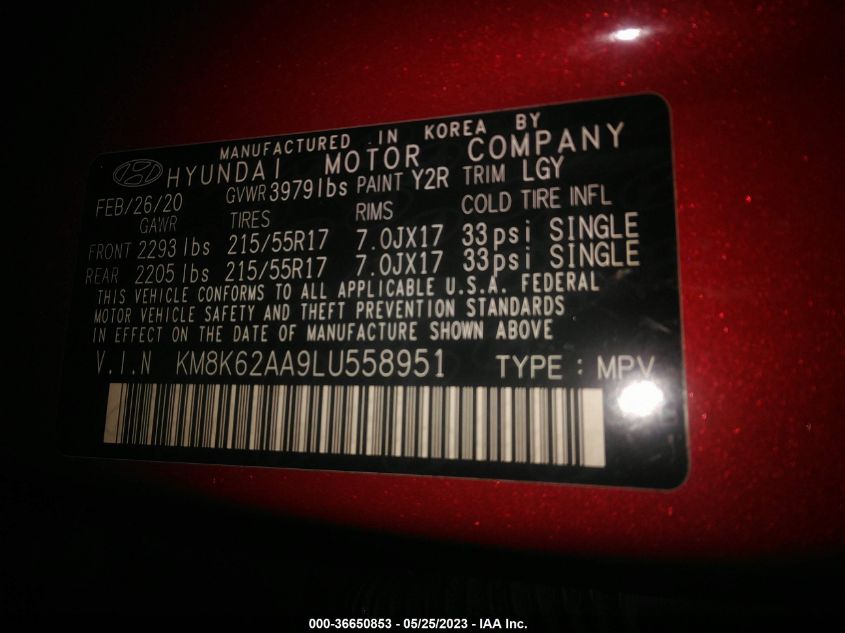 MANUFACTURED IN KOREA BY
HYUNDAI MOTOR COMPANY
FEB/26/20 GVWR 3979lbs PAINT Y2R TRIM LGY
GAWR TIRES RIMS COLD TIRE INFL
FRONT 2293 lbs 215/55R17 7.0JX17 33psi SINGLE
REAR 2205 lbs 215/55R17 7.0JX17 33psi SINGLE
THIS VEHICLE CONFORMS TO ALL APPLICABLE U.S.A. FEDERAL
MOTOR VEHICLE SAFETY AND THEFT PREVENTION STANDARDS
IN EFFECT ON THE DATE OF MANUFACTURE SHOWN ABOVE
V.I.N KM8K62AA9LU558951 TYPE : MPV
000-36650853 - 05/25/2023 - IAA Inc.